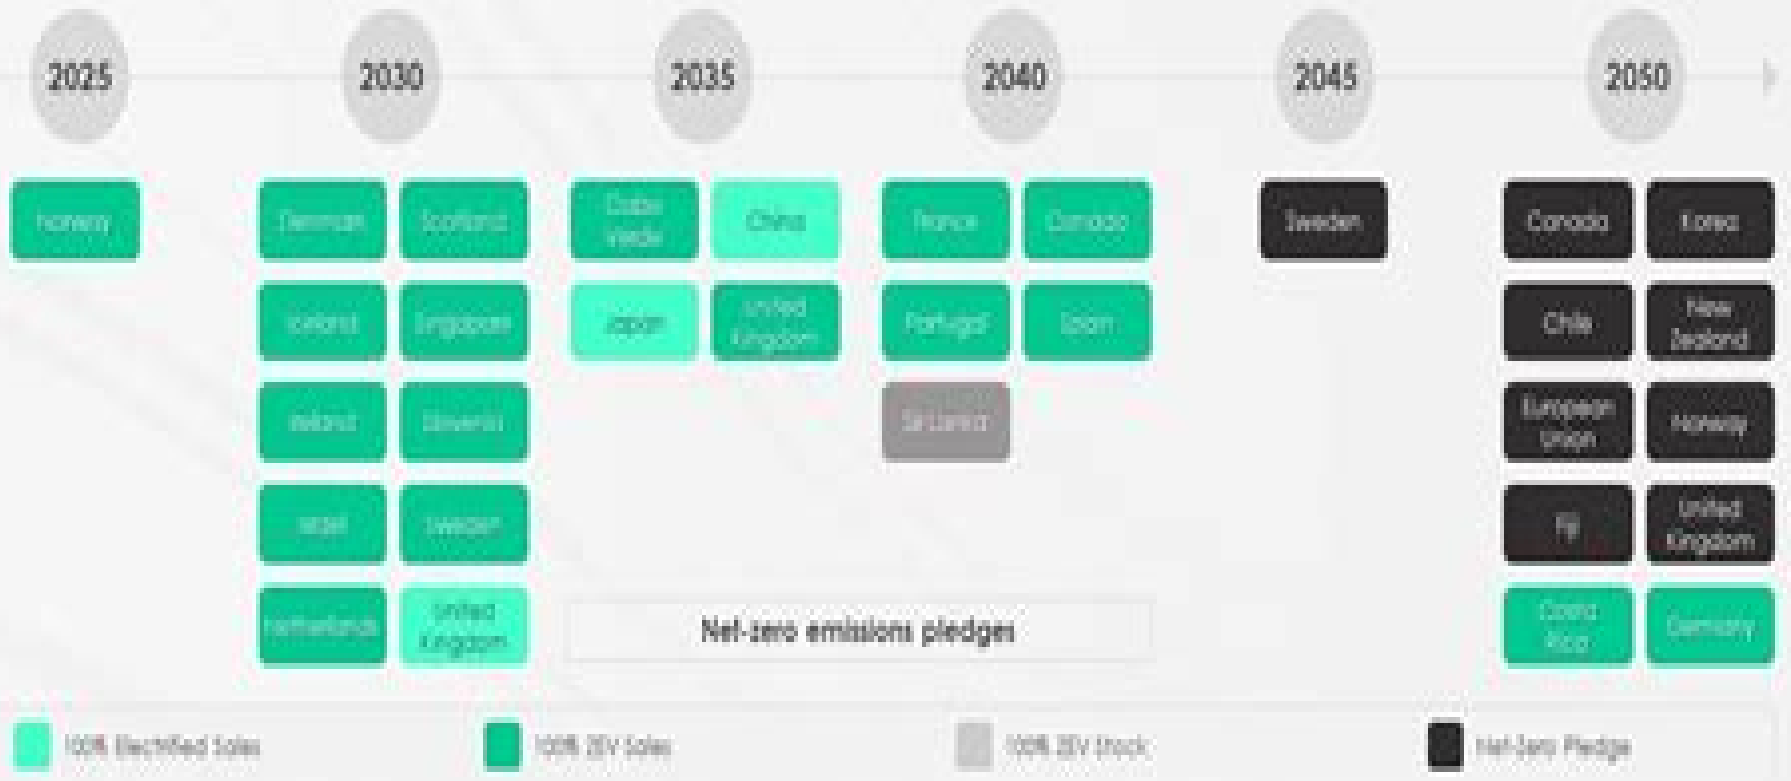 2025
2030
2035
2040
2045
2050
Norway
Denmark
Scotland
Cabo
Verde
China
France
Canada
Sweden
Canada
Korea
Iceland
Singapore
Japan
United
Kingdom
Portugal
Spain
Chile
New
Zealand
Ireland
Slovenia
Sri Lanka
European
Union
Norway
Israel
Sweden
Fiji
United
Kingdom
Netherlands
United
Kingdom
Net-zero emissions pledges
Costa
Rica
Germany
100% Electrified Sales
100% ZEV Sales
100% ZEV Stock
Net-Zero Pledge